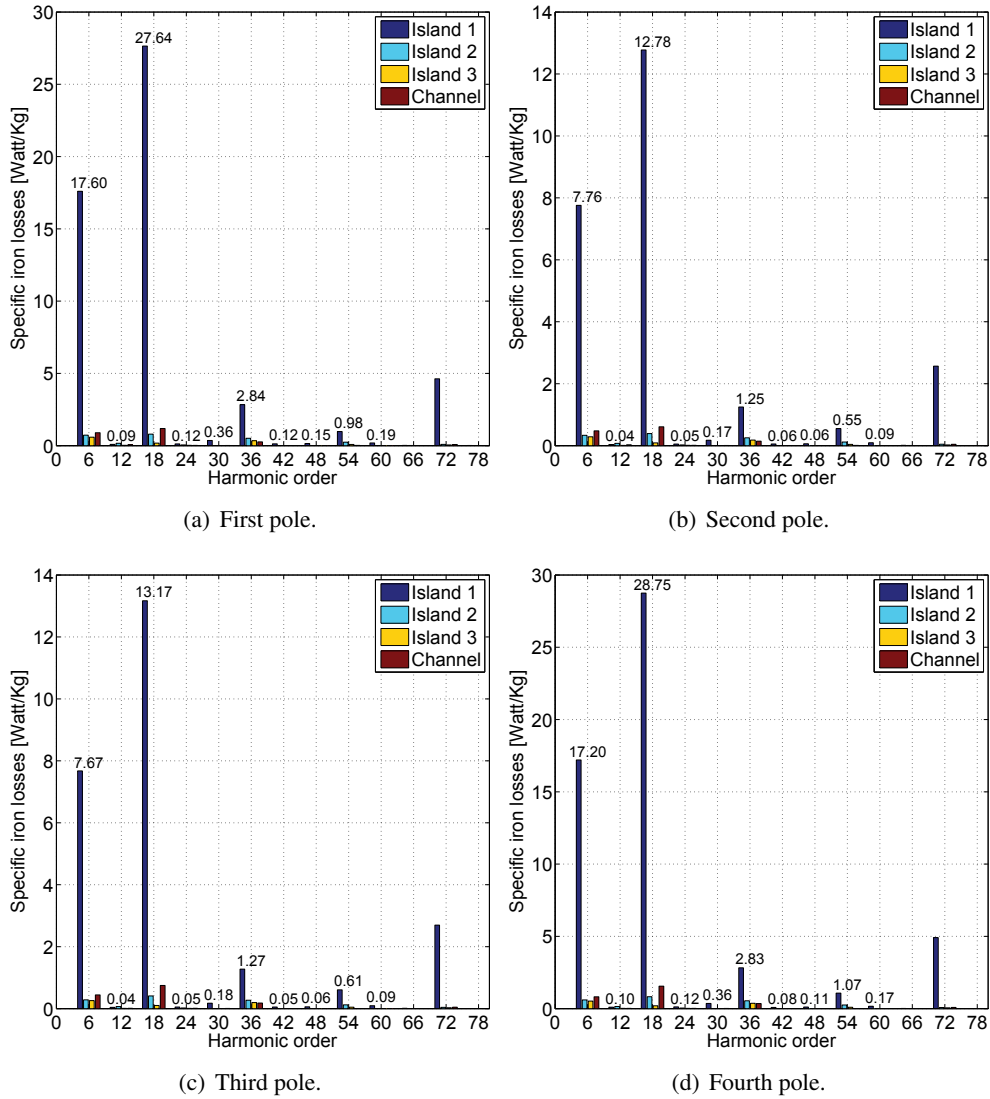 Specific iron losses [Watt/Kg]
30
25
20
15
10
5
0
17.60
0.09
27.64
0.12
0.36
2.84
0.12
0.15
0.98
0.19
Island 1
Island 2
Island 3
Channel
0 6 12 18 24 30 36 42 48 54 60 66 72 78
Harmonic order
(a) First pole.
Specific iron losses [Watt/Kg]
14
12
10
8
6
4
2
0
7.76
0.04
12.78
0.05
0.17
1.25
0.06
0.06
0.55
0.09
Island 1
Island 2
Island 3
Channel
0 6 12 18 24 30 36 42 48 54 60 66 72 78
Harmonic order
(b) Second pole.
Specific iron losses [Watt/Kg]
14
12
10
8
6
4
2
0
7.67
0.04
13.17
0.05
0.18
1.27
0.05
0.06
0.61
0.09
Island 1
Island 2
Island 3
Channel
0 6 12 18 24 30 36 42 48 54 60 66 72 78
Harmonic order
(c) Third pole.
Specific iron losses [Watt/Kg]
30
25
20
15
10
5
0
17.20
0.10
28.75
0.12
0.36
2.83
0.08
0.11
1.07
0.17
Island 1
Island 2
Island 3
Channel
0 6 12 18 24 30 36 42 48 54 60 66 72 78
Harmonic order
(d) Fourth pole.